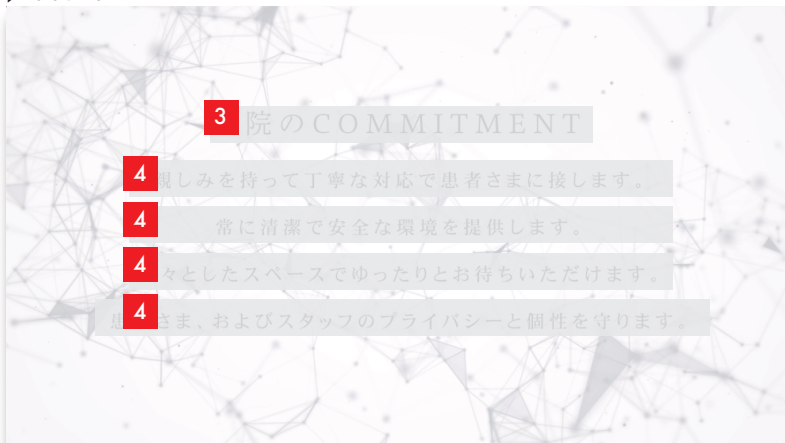 3 院のCOMMITMENT
4 親しみを持って丁寧な対応で患者さまに接します。
4 常に清潔で安全な環境を提供します。
4 々としたスペースでゆったりとお待ちいただけます。
4 患 さま、およびスタッフのプライバシーと個性を守ります。